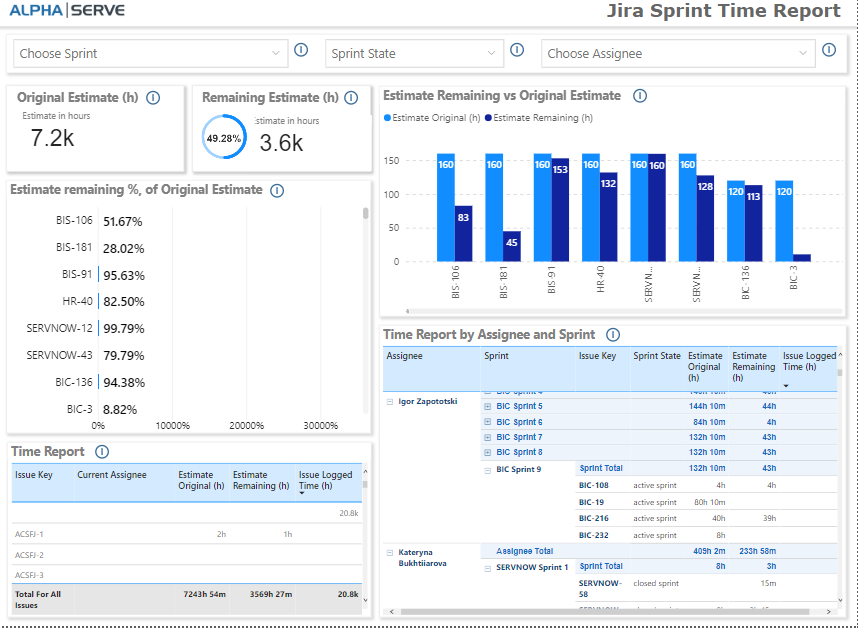 ALPHA|SERVE
Jira Sprint Time Report
Choose Sprint
Sprint State
Choose Assignee
Original Estimate (h)
Estimate in hours
7.2k
Remaining Estimate (h)
49.28%
Estimate in hours
3.6k
Estimate Remaining vs Original Estimate
Estimate Original (h) Estimate Remaining (h)
150
100
50
0
160 83
160 45
160 153
160 132
160 160
160 128
120 113
120
BIS-106
BIS-181
BIS-91
HR-40
SERVN...
SERVN...
BIC-136
BIC-3
Estimate remaining %, of Original Estimate
BIS-106 51.67%
BIS-181 28.02%
BIS-91 95.63%
HR-40 82.50%
SERVNOW-12 99.79%
SERVNOW-43 79.79%
BIC-136 94.38%
BIC-3 8.82%
0% 10000% 20000% 30000%
Time Report
Issue Key Current Assignee Estimate Original (h) Estimate Remaining (h) Issue Logged Time (h)
20.8k
ACSFJ-1 2h 1h
ACSFJ-2
ACSFJ-3
Total For All Issues 7243h 54m 3569h 27m 20.8k
Time Report by Assignee and Sprint
Assignee Sprint Issue Key Sprint State Estimate Original (h) Estimate Remaining (h) Issue Logged Time (h)
Igor Zapototski
BIC Sprint 5 144h 10m 44h
BIC Sprint 6 84h 10m 4h
BIC Sprint 7 132h 10m 43h
BIC Sprint 8 132h 10m 43h
BIC Sprint 9 Sprint Total 132h 10m 43h
BIC-108 active sprint 4h 4h
BIC-19 active sprint 80h 10m
BIC-216 active sprint 40h 39h
BIC-232 active sprint 8h
Kateryna Bukhtiiarova Assignee Total 409h 2m 233h 58m
SERVNOW Sprint 1 Sprint Total 8h 3h
SERVNOW-58 closed sprint 15m